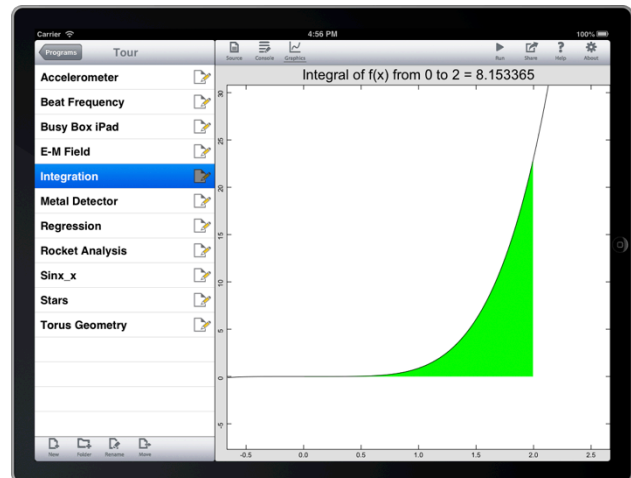 Carrier 4:56 PM 100%
Programs Tour Source Console Graphics Run Share Help About
Integral of f(x) from 0 to 2 = 8.153365
Accelerometer
Beat Frequency
Busy Box iPad
E-M Field
Integration
Metal Detector
Regression
Rocket Analysis
Sinx_x
Stars
Torus Geometry
30
25
20
15
10
5
0
-5
-0.5 0.0 0.5 1.0 1.5 2.0 2.5
New Folder Rename Move